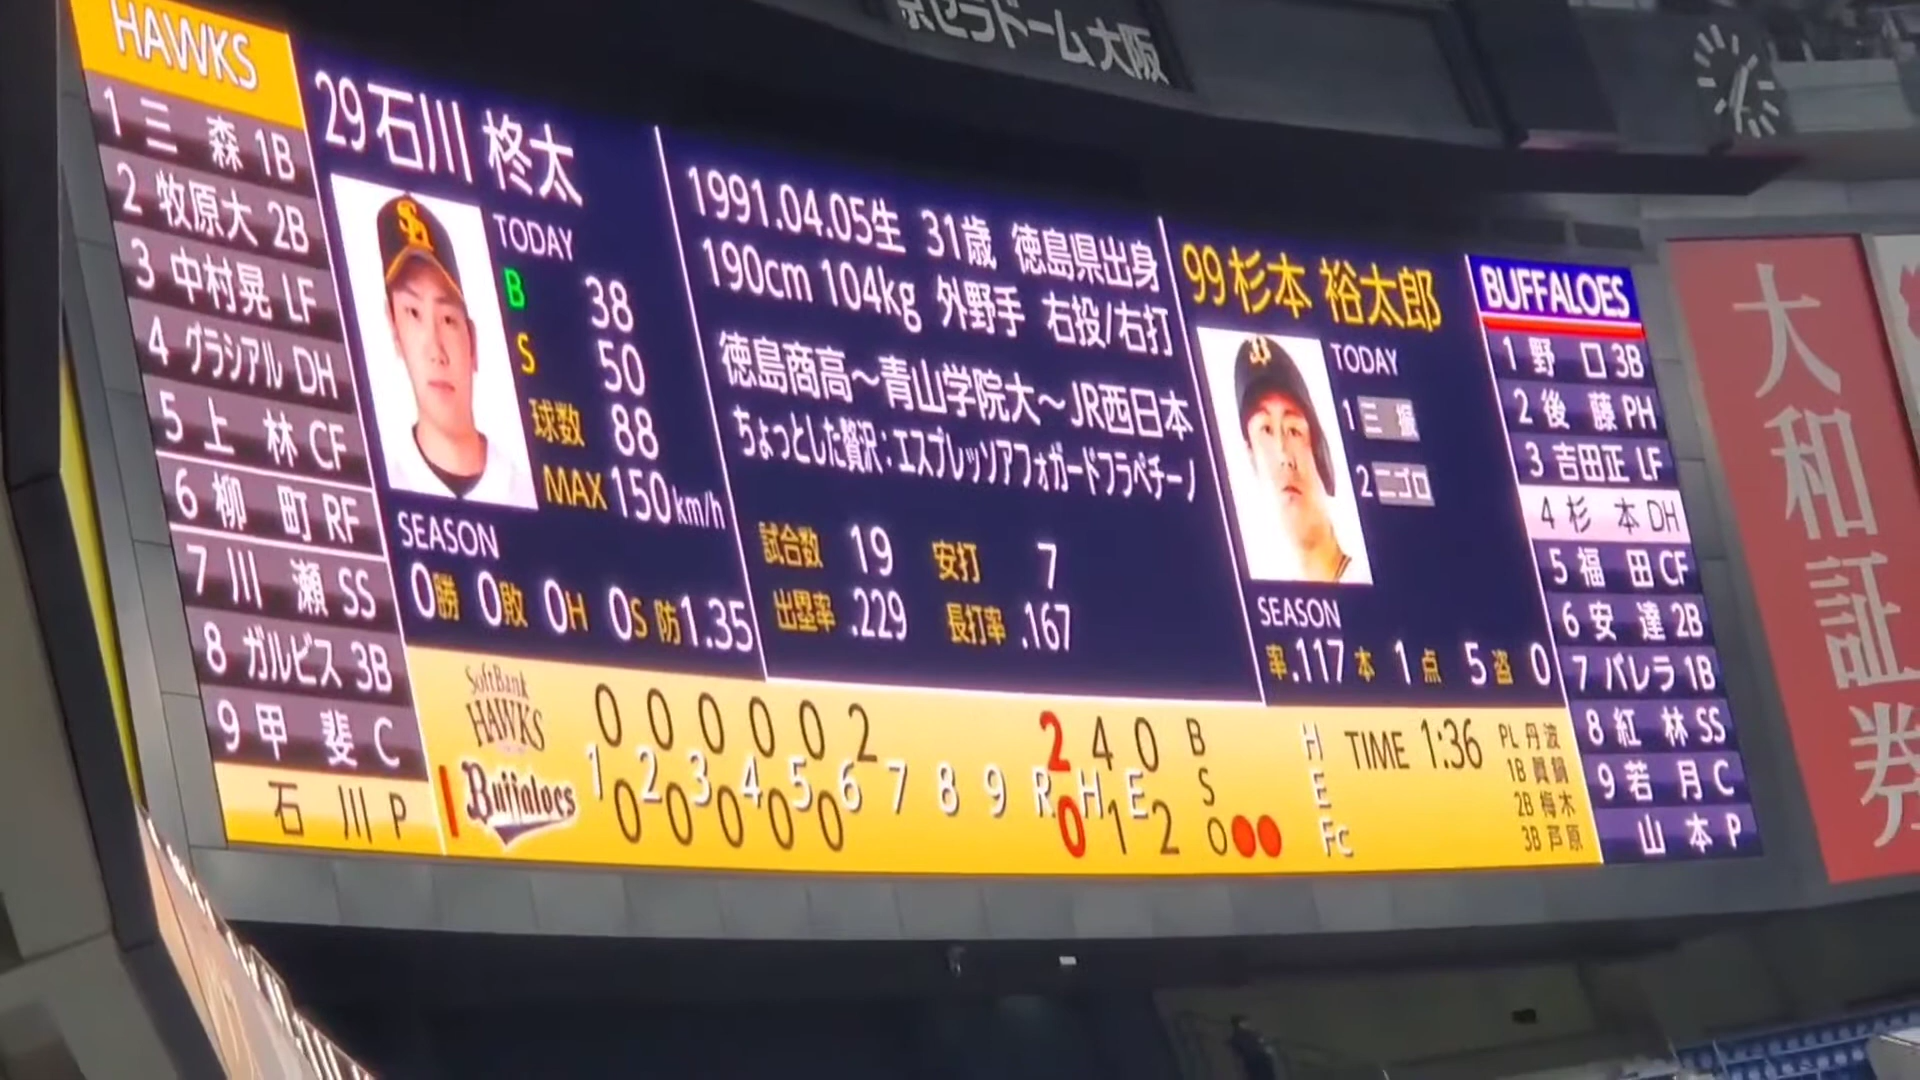 京セラドーム大阪
HAWKS
1 三 森 1B
2 牧原大 2B
3 中村晃 LF
4 グラシアル DH
5 上 林 CF
6 柳 町 RF
7 川 瀬 SS
8 ガルビス 3B
9 甲 斐 C
石 川 P
29 石川 柊太
TODAY
B 38
S 50
球数 88
MAX 150km/h
SEASON
0勝 0敗 0H 0S 防1.35
1991.04.05生 31歳 徳島県出身
190cm 104kg 外野手 右投/右打
徳島商高～青山学院大～JR西日本
ちょっとした贅沢:エスプレッソアフォガードフラペチーノ
試合数 19 安打 7
出塁率 .229 長打率 .167
99 杉本 裕太郎
TODAY
1 三 振
2 二ゴロ
SEASON
率.117 本 1 点 5 盗 0
BUFFALOES
1 野 口 3B
2 後 藤 PH
3 吉田正 LF
4 杉 本 DH
5 福 田 CF
6 安 達 2B
7 バレラ 1B
8 紅 林 SS
9 若 月 C
山 本 P
SoftBank HAWKS 0 0 0 0 0 2 2 4 0
1 2 3 4 5 6 7 8 9 R H E
Buffaloes 0 0 0 0 0 0 1 2
B
S
O
H
E
Fc
TIME 1:36
PL 丹波
1B 眞鍋
2B 梅木
3B 芦原
大和証券